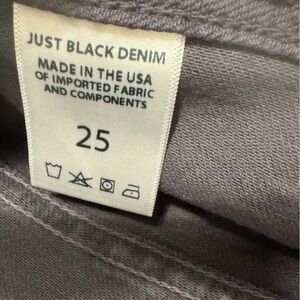 JUST BLACK DENIM
MADE IN THE USA
OF IMPORTED FABRIC
AND COMPONENTS
25